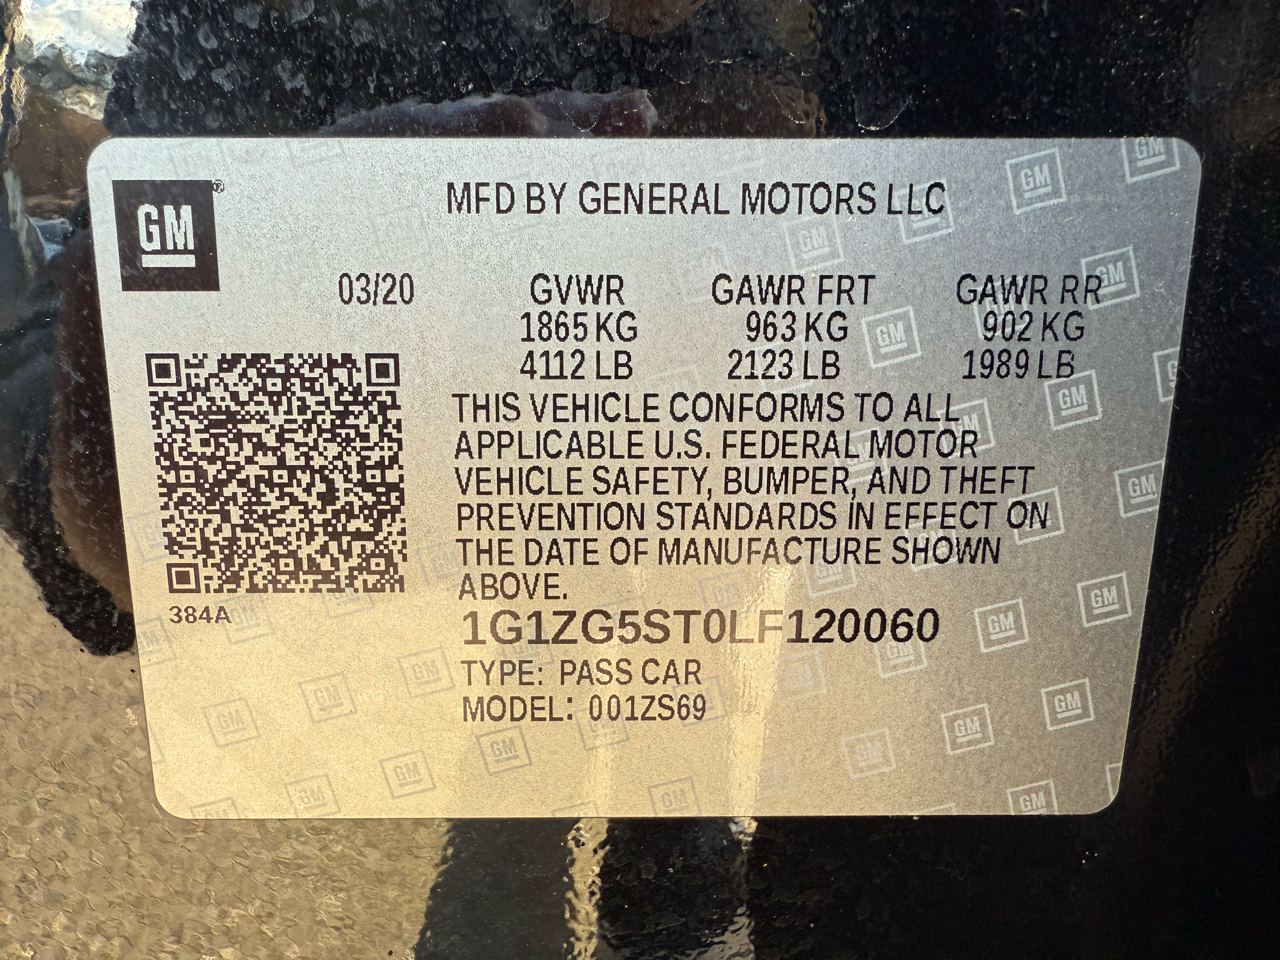 GM®
MFD BY GENERAL MOTORS LLC
03/20 GVWR GAWR FRT GAWR RR
1865 KG 963 KG 902 KG
4112 LB 2123 LB 1989 LB
THIS VEHICLE CONFORMS TO ALL
APPLICABLE U.S. FEDERAL MOTOR
VEHICLE SAFETY, BUMPER, AND THEFT
PREVENTION STANDARDS IN EFFECT ON
THE DATE OF MANUFACTURE SHOWN
ABOVE.
384A
1G1ZG5ST0LF120060
TYPE: PASS CAR
MODEL: 001ZS69